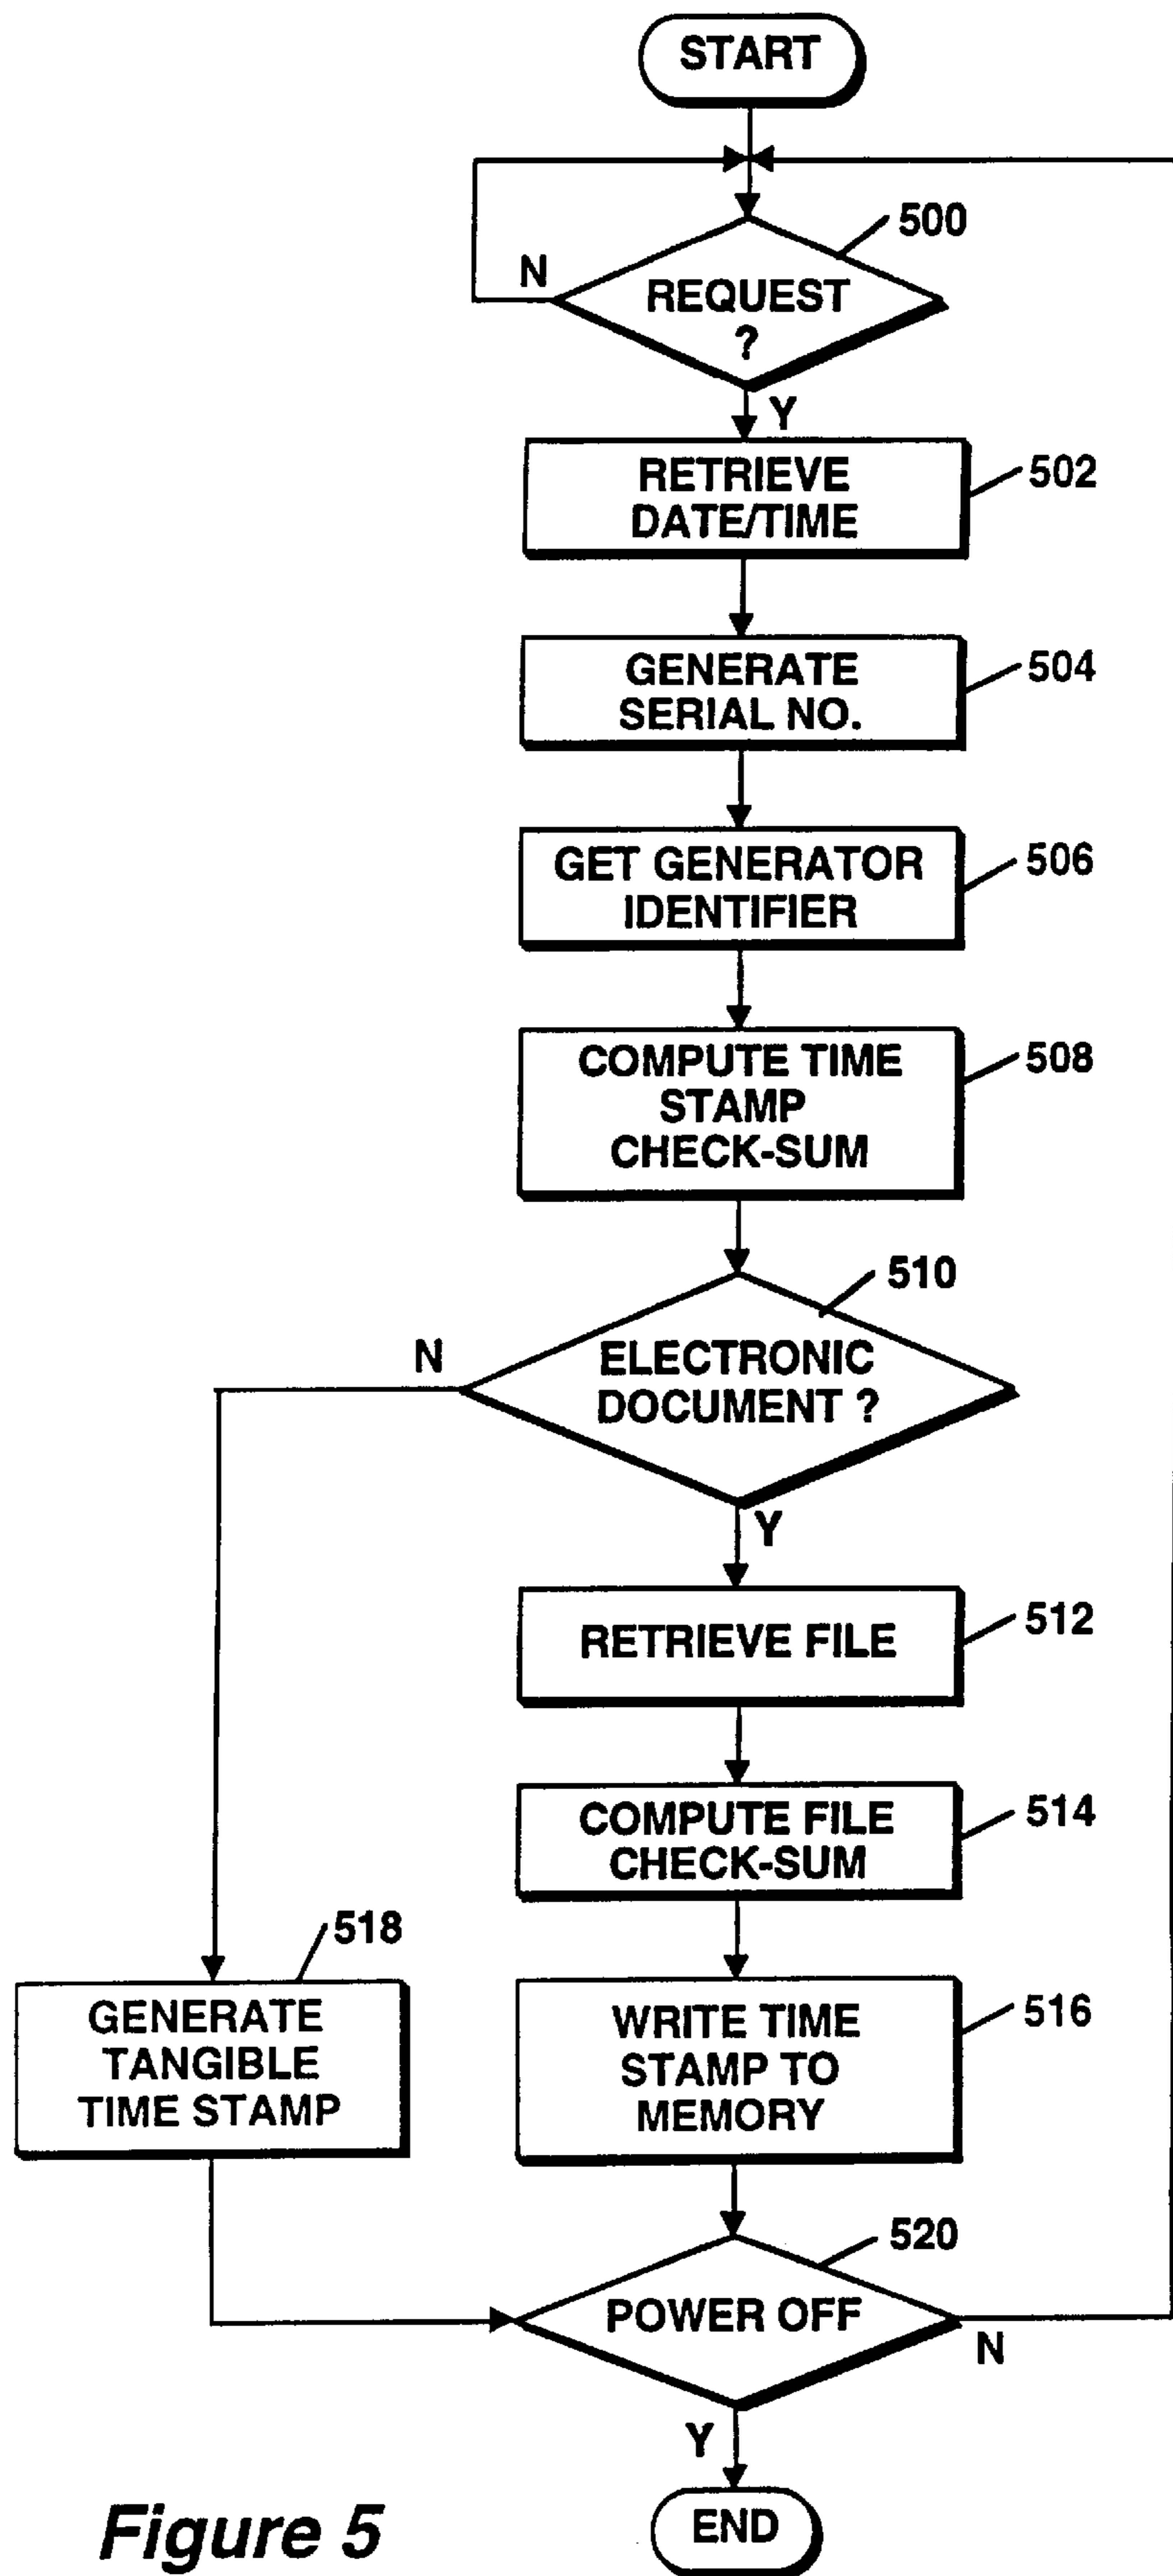 START
500
N
REQUEST
?
Y
RETRIEVE
DATE/TIME
502
GENERATE
SERIAL NO.
504
GET GENERATOR
IDENTIFIER
506
COMPUTE TIME
STAMP
CHECK-SUM
508
510
N
ELECTRONIC
DOCUMENT ?
Y
RETRIEVE FILE
512
COMPUTE FILE
CHECK-SUM
514
518
GENERATE
TANGIBLE
TIME STAMP
WRITE TIME
STAMP TO
MEMORY
516
520
POWER OFF
N
Y
END
Figure 5